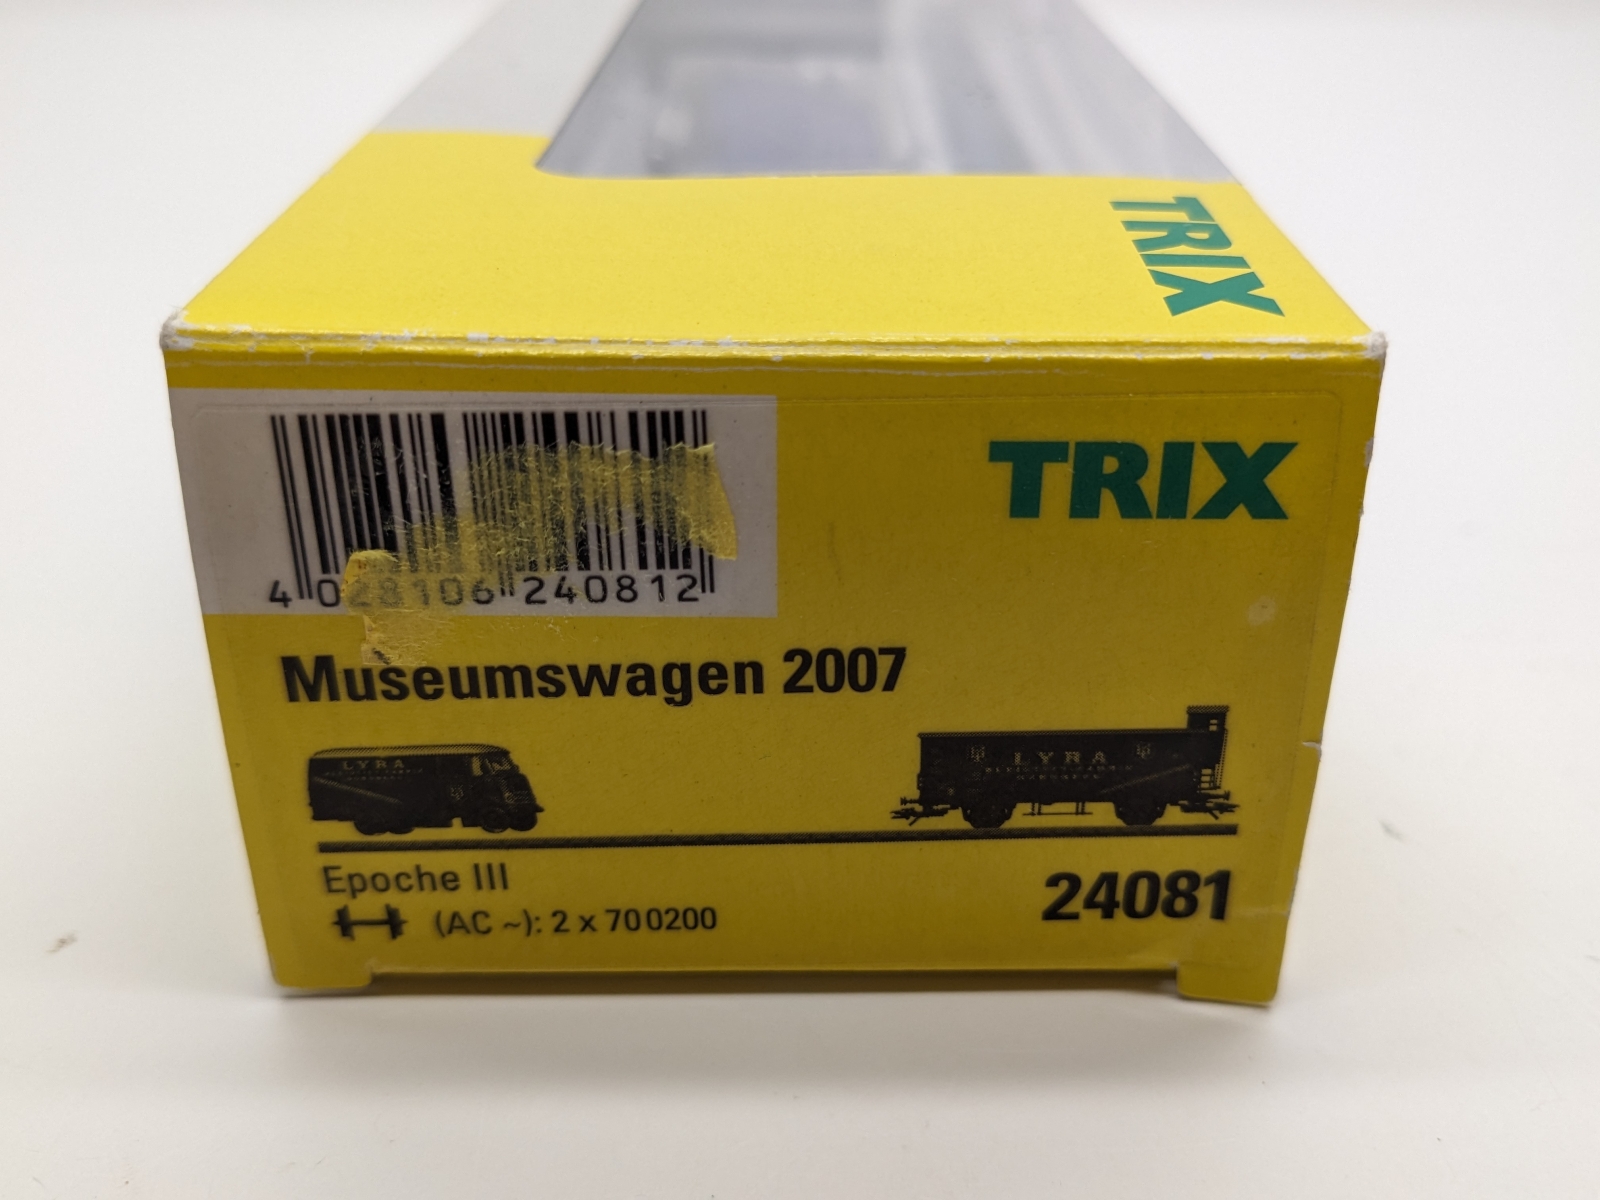 TRIX
TRIX
4 028106 240812
Museumswagen 2007
LYRA
LYRA
Epoche III
(AC ~): 2 x 700200
24081